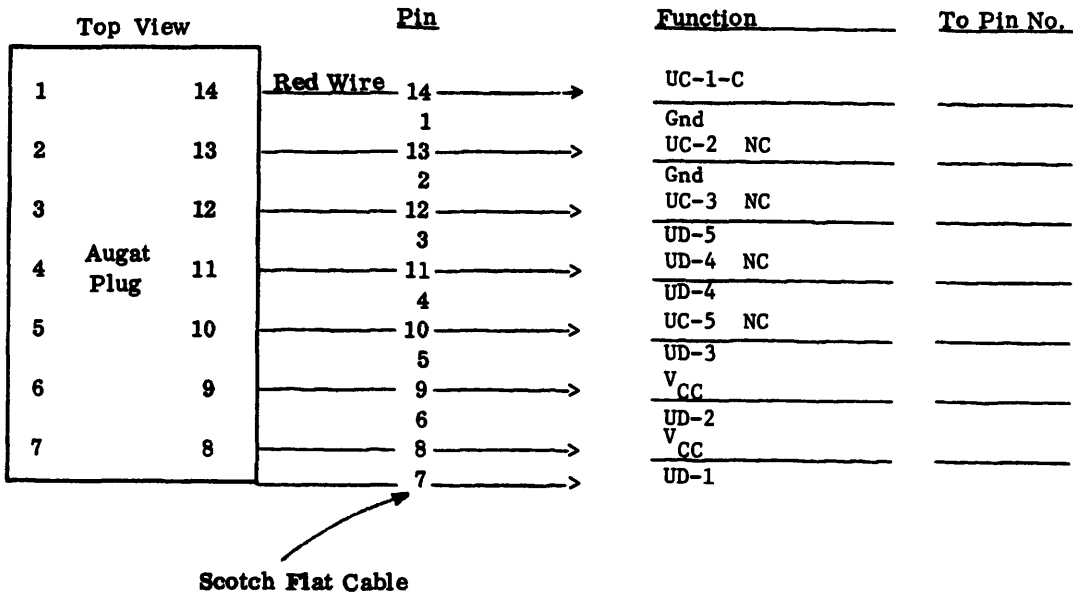 Top View Pin Function To Pin No.
1 14 Red Wire 14 UC-1-C
1 Gnd
2 13 13 UC-2 NC
2 Gnd
3 12 12 UC-3 NC
3 UD-5
Augat
Plug
4 11 11 UD-4 NC
4 UD-4
5 10 10 UC-5 NC
5 UD-3
6 9 9 VCC
6 UD-2
7 8 8 VCC
7 UD-1
Scotch Flat Cable